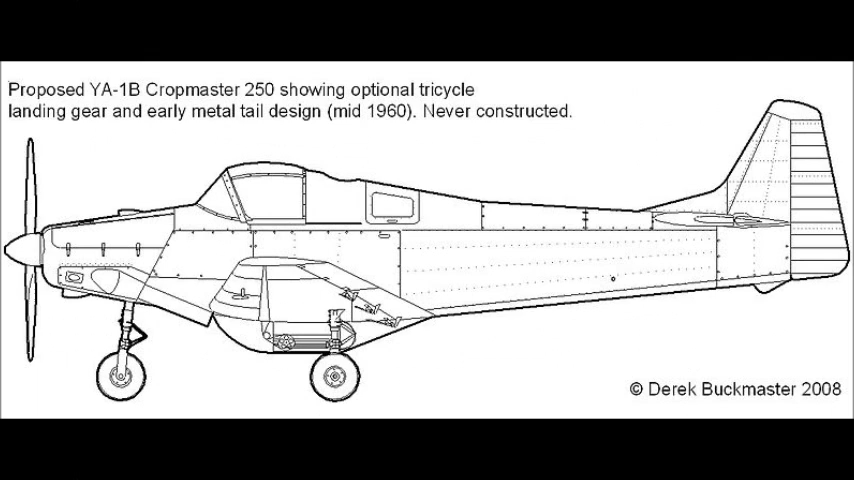 Proposed YA-1B Cropmaster 250 showing optional tricycle
landing gear and early metal tail design (mid 1960). Never constructed.
© Derek Buckmaster 2008